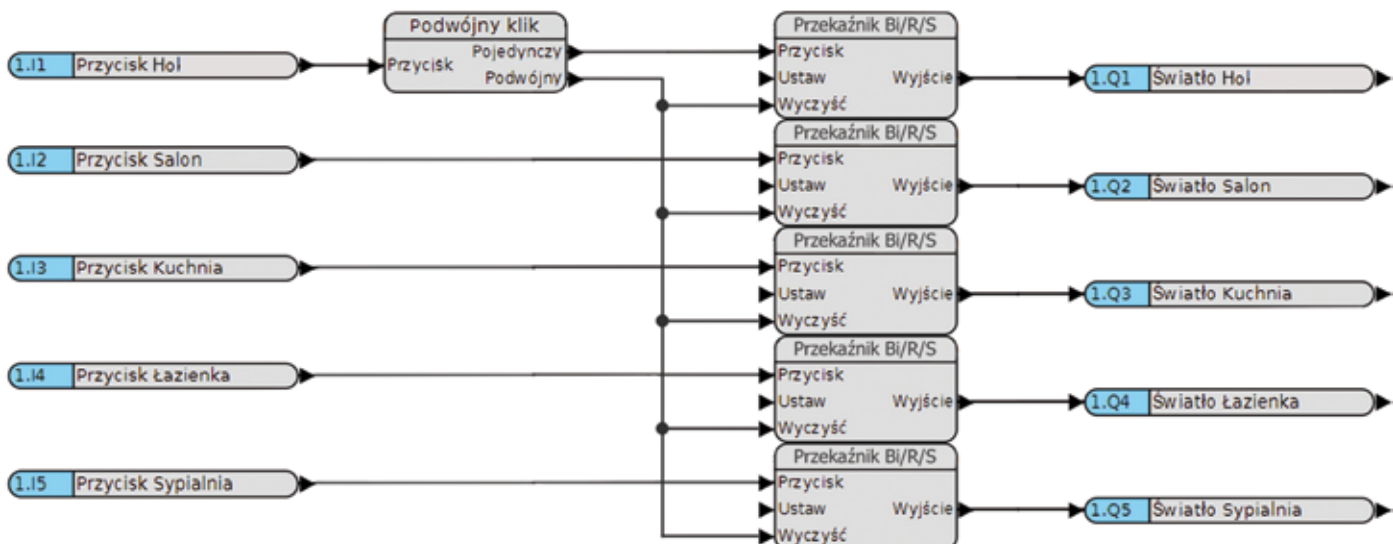 Podwójny klik
Przekaźnik Bi/R/S
1.I1 Przycisk Hol
Przycisk
Pojedynczy
Podwójny
Przycisk
Ustaw Wyjście
Wyczyść
1.Q1 Światło Hol
Przekaźnik Bi/R/S
1.I2 Przycisk Salon
Przycisk
Ustaw Wyjście
Wyczyść
1.Q2 Światło Salon
Przekaźnik Bi/R/S
1.I3 Przycisk Kuchnia
Przycisk
Ustaw Wyjście
Wyczyść
1.Q3 Światło Kuchnia
Przekaźnik Bi/R/S
1.I4 Przycisk Łazienka
Przycisk
Ustaw Wyjście
Wyczyść
1.Q4 Światło Łazienka
Przekaźnik Bi/R/S
1.I5 Przycisk Sypialnia
Przycisk
Ustaw Wyjście
Wyczyść
1.Q5 Światło Sypialnia